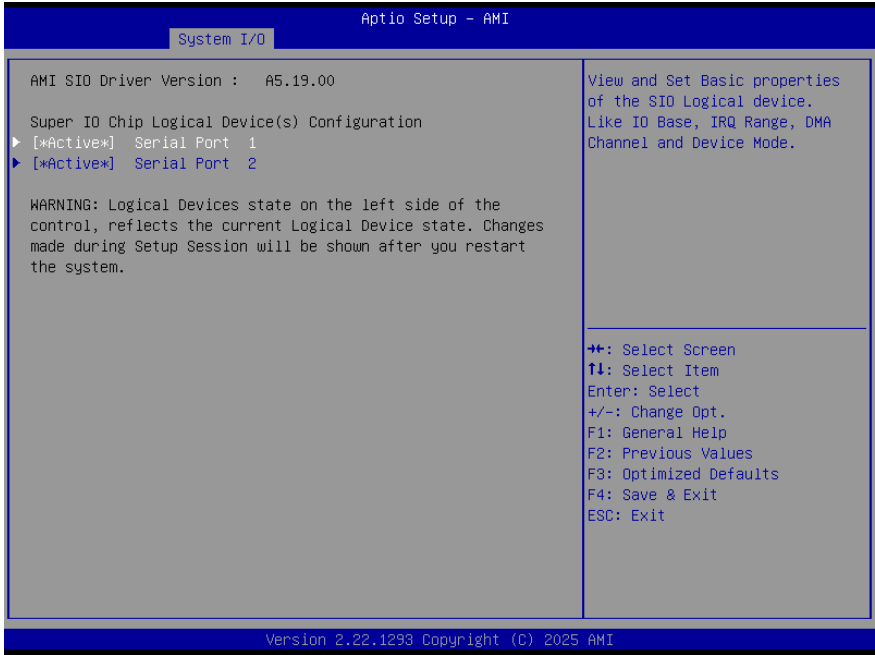 Aptio Setup – AMI
System I/O
AMI SIO Driver Version : A5.19.00
Super IO Chip Logical Device(s) Configuration
[*Active*] Serial Port 1
[*Active*] Serial Port 2
WARNING: Logical Devices state on the left side of the
control, reflects the current Logical Device state. Changes
made during Setup Session will be shown after you restart
the system.
View and Set Basic properties
of the SIO Logical device.
Like IO Base, IRQ Range, DMA
Channel and Device Mode.
→←: Select Screen
↑↓: Select Item
Enter: Select
+/-: Change Opt.
F1: General Help
F2: Previous Values
F3: Optimized Defaults
F4: Save & Exit
ESC: Exit
Version 2.22.1293 Copyright (C) 2025 AMI